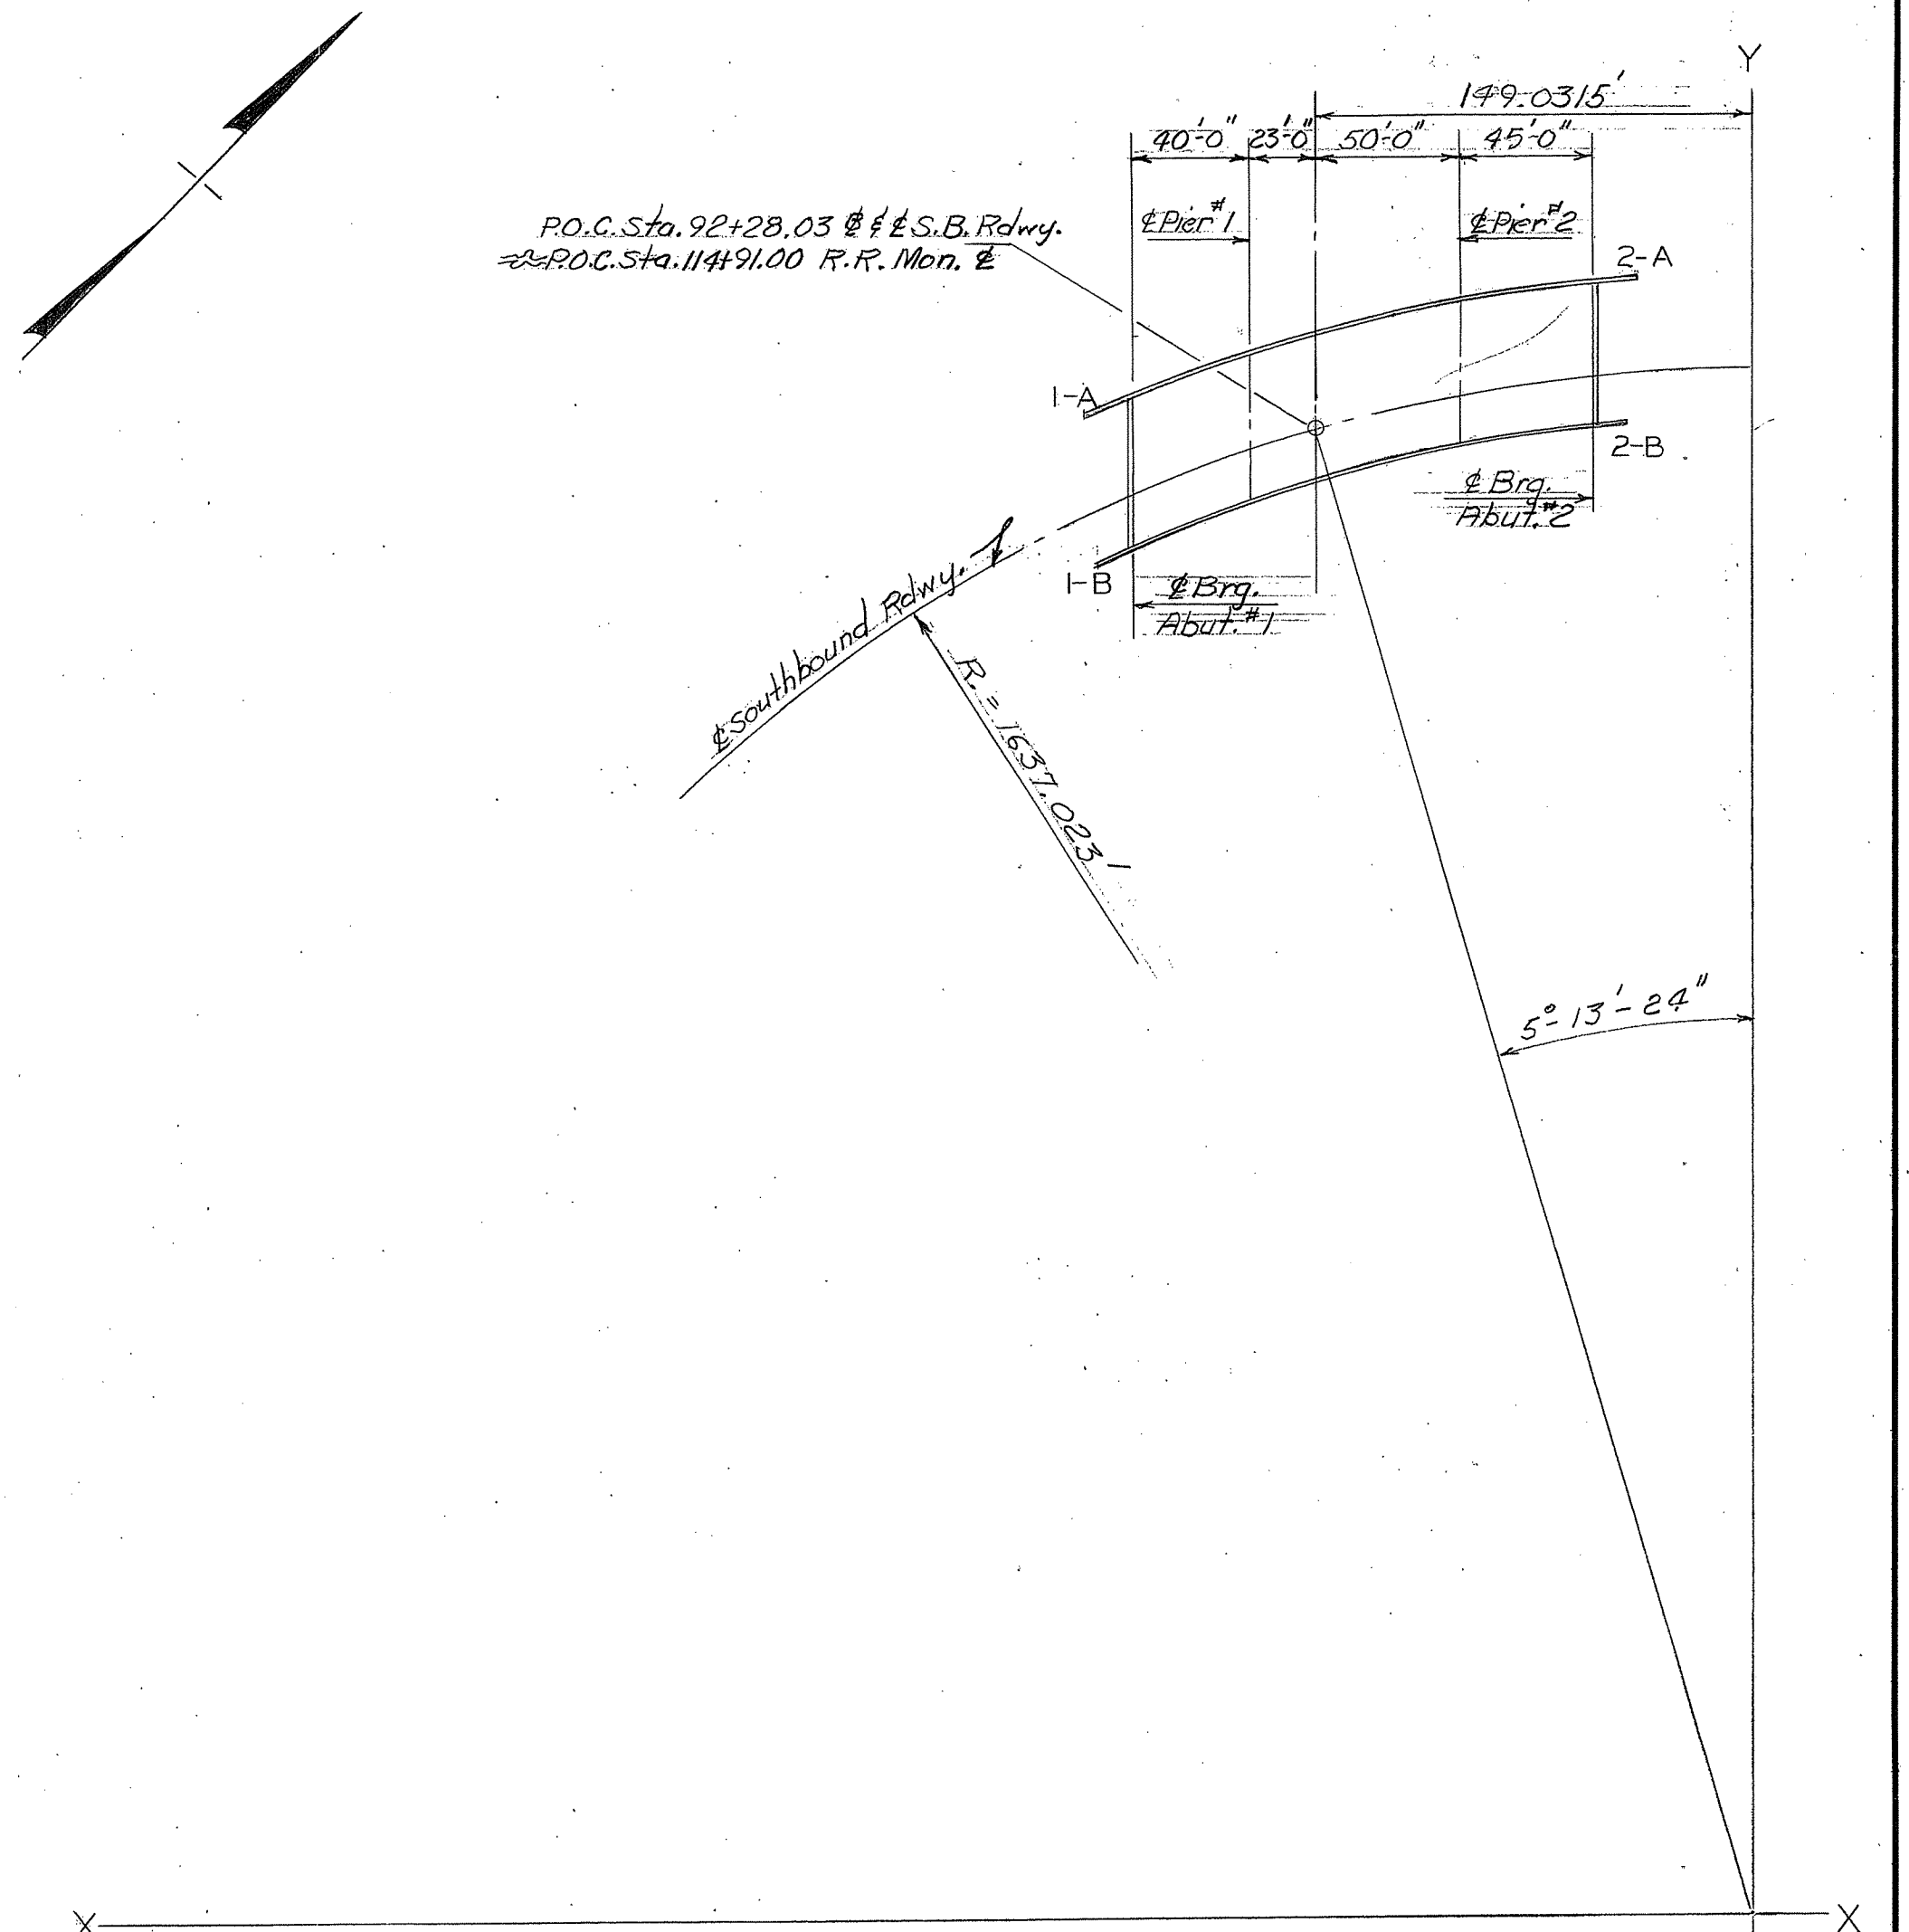 Y
149.0315'
40'-0" 23'-0" 50'-0" 45'-0"
P.O.C. Sta. 92+28.03 ⅊ & ℄ S.B. Rdwy.
P.O.C. Sta. 114+91.00 R.R. Mon. ℄
℄ Pier #1
℄ Pier #2
2-A
1-A
2-B
℄ Brg.
Abut. #2
1-B
℄ Brg.
Abut. #1
℄ Southbound Rdwy.
R. = 1637.023'
5°-13'-24"
X
X